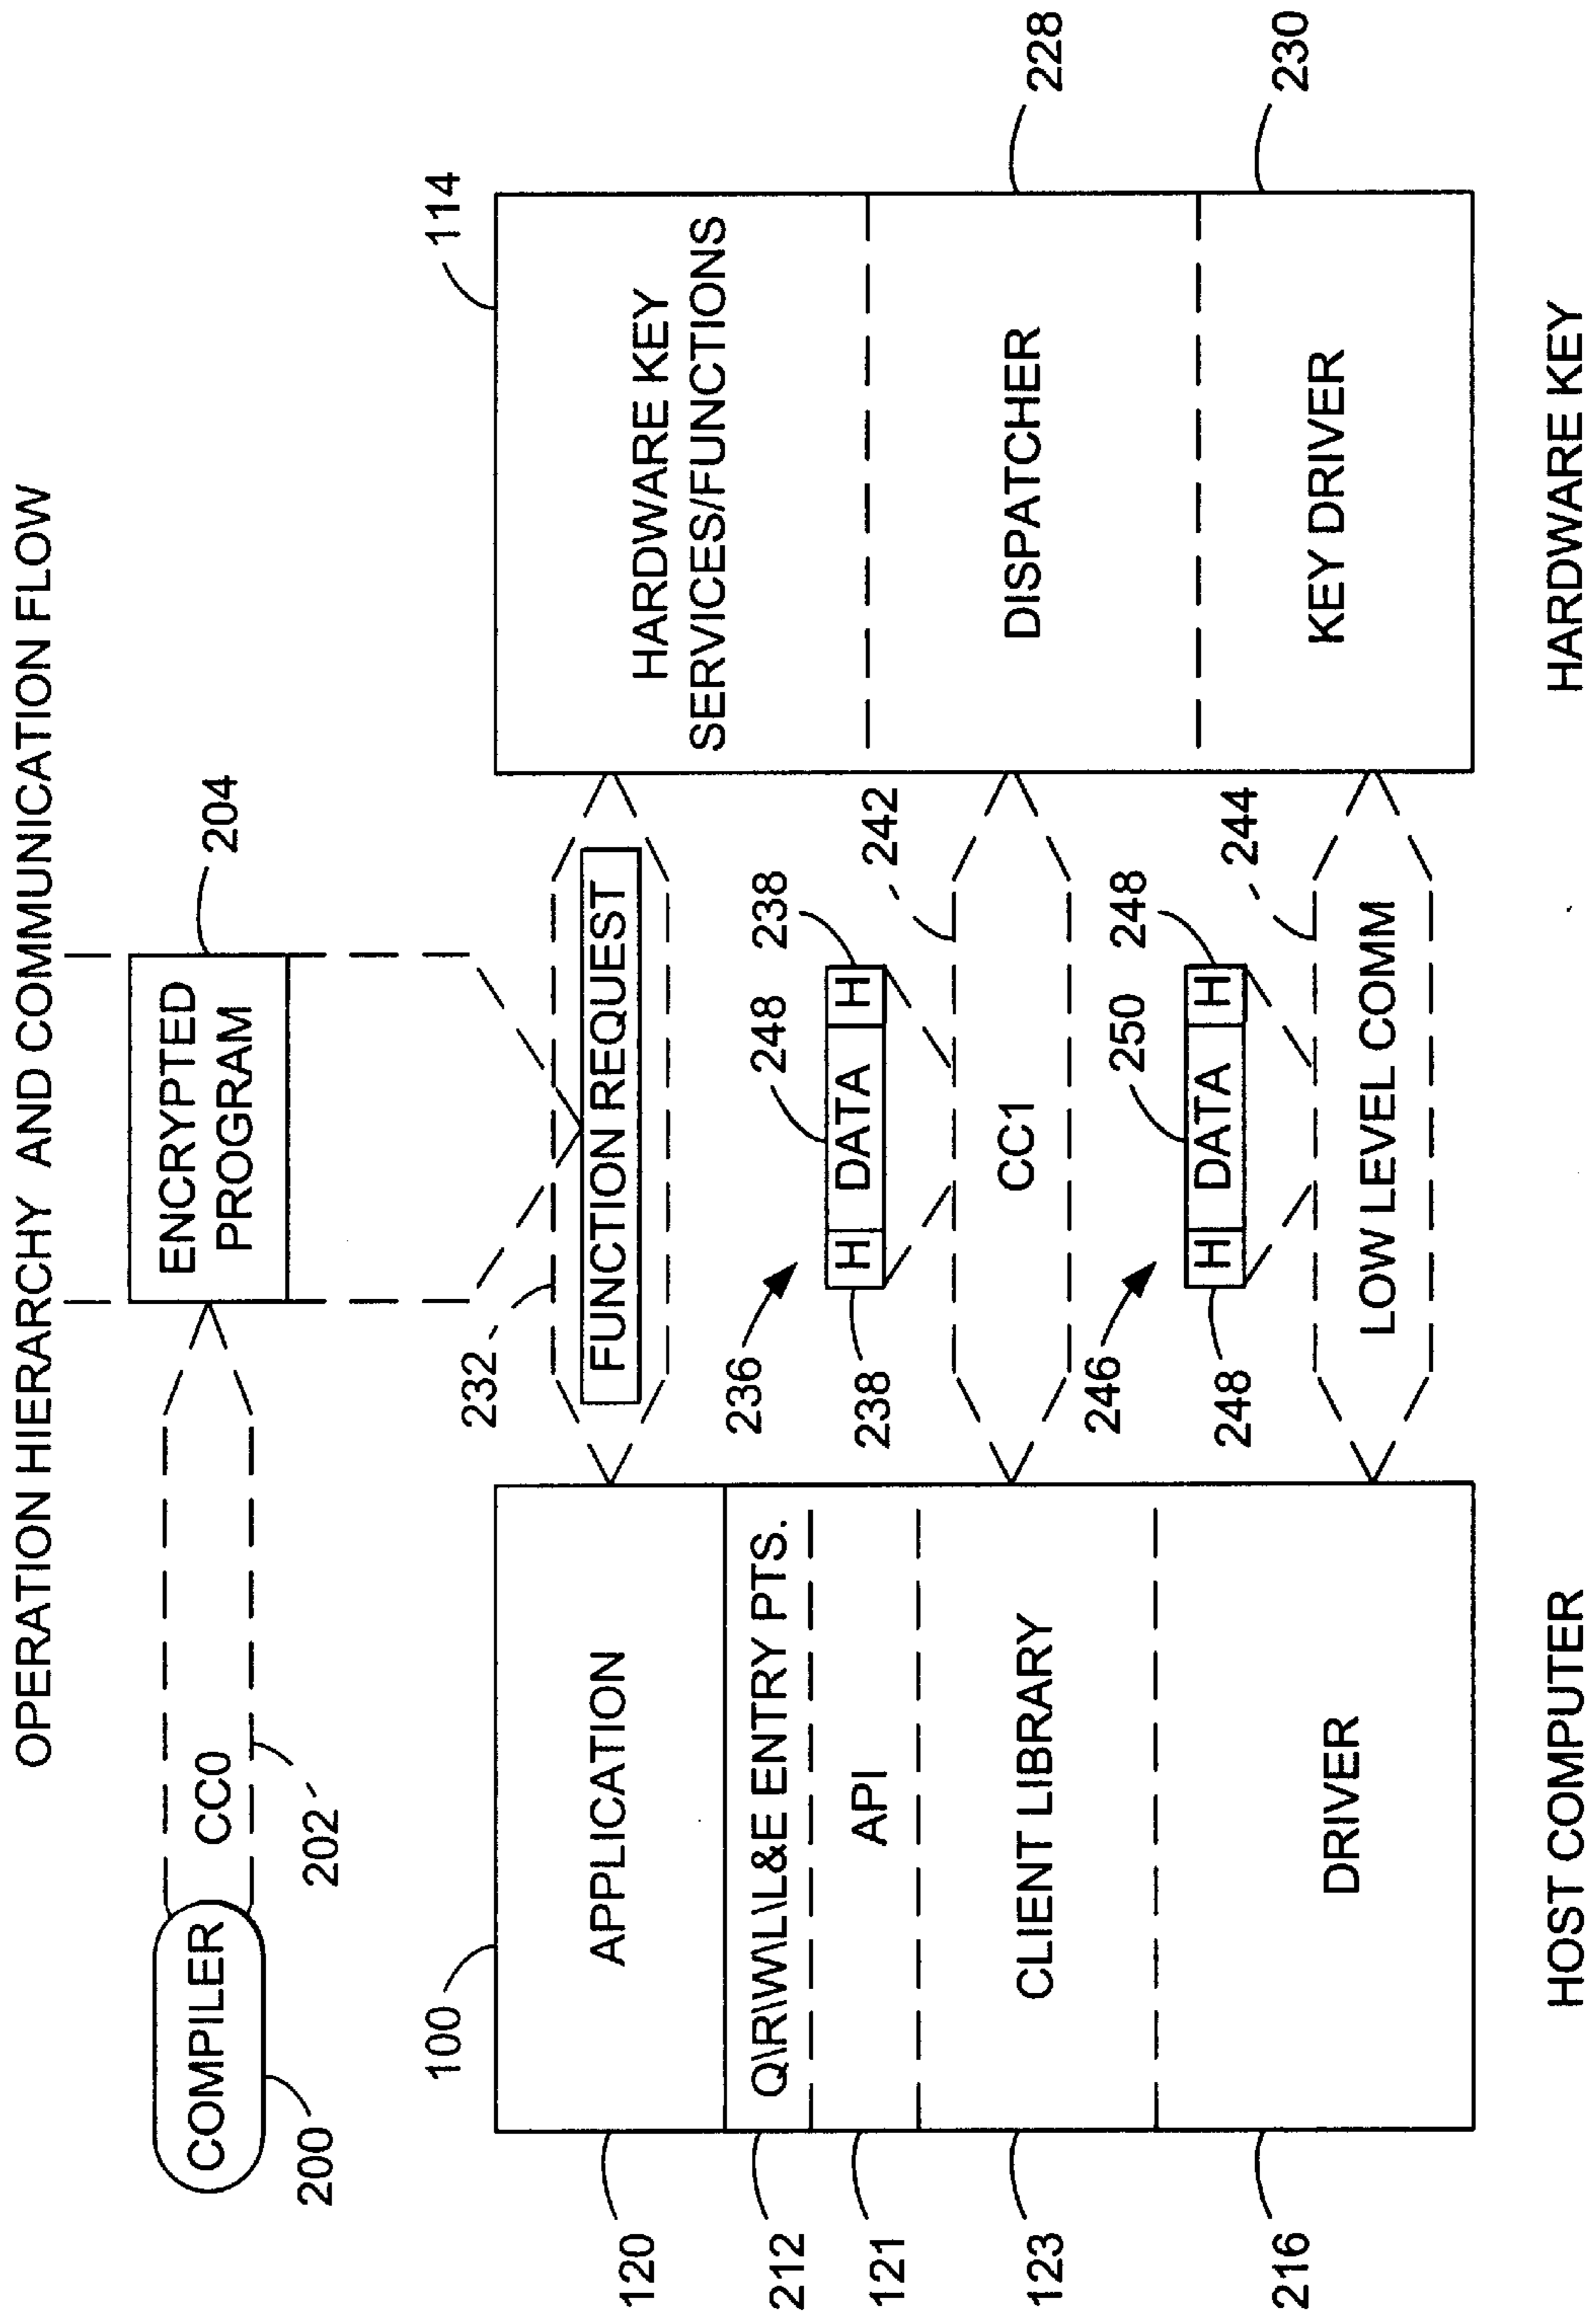 OPERATION HIERARCHY AND COMMUNICATION FLOW
COMPILER
200
CC0
202
ENCRYPTED
PROGRAM
204
100
114
120
APPLICATION
232
FUNCTION REQUEST
HARDWARE KEY
SERVICES/FUNCTIONS
212
Q\R\W\L\L&E ENTRY PTS.
121
API
236
238
H DATA H
248
238
242
123
CLIENT LIBRARY
CC1
DISPATCHER
228
246
248
H DATA H
250
248
244
216
DRIVER
LOW LEVEL COMM
KEY DRIVER
230
HOST COMPUTER
HARDWARE KEY